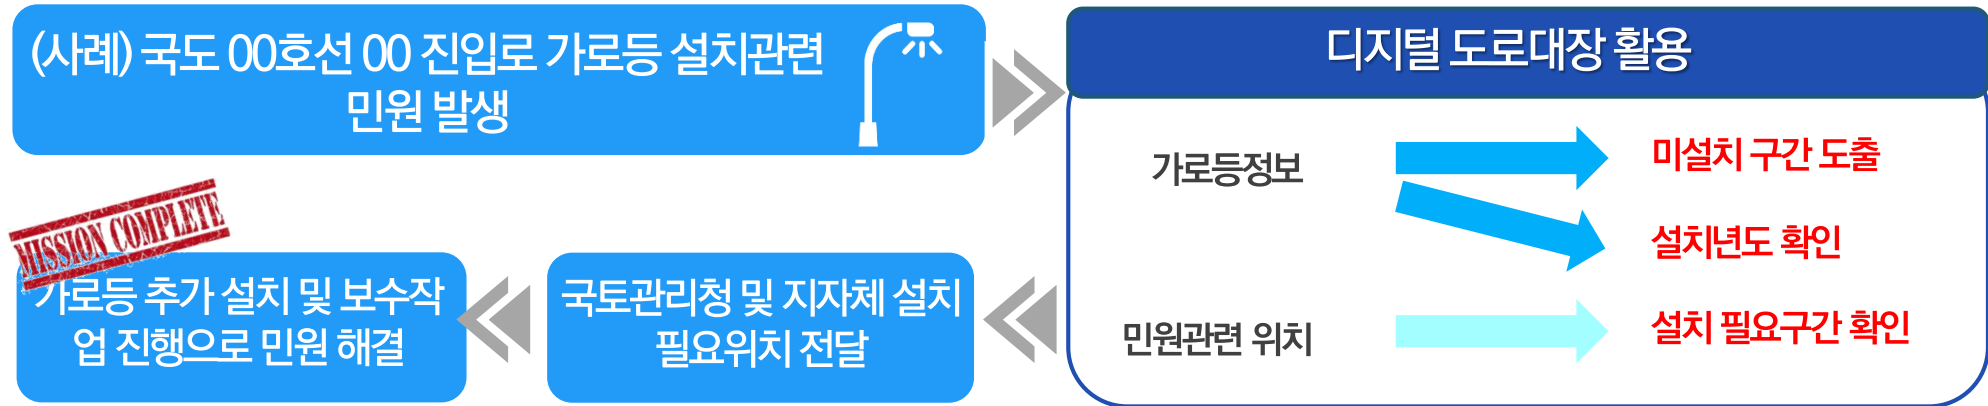 (사례) 국도 00호선 00 진입로 가로등 설치관련
민원 발생
디지털 도로대장 활용
가로등정보
미설치 구간 도출
설치년도 확인
민원관련 위치
설치 필요구간 확인
국토관리청 및 지자체 설치
필요위치 전달
MISSION COMPLETE
가로등 추가 설치 및 보수작
업 진행으로 민원 해결